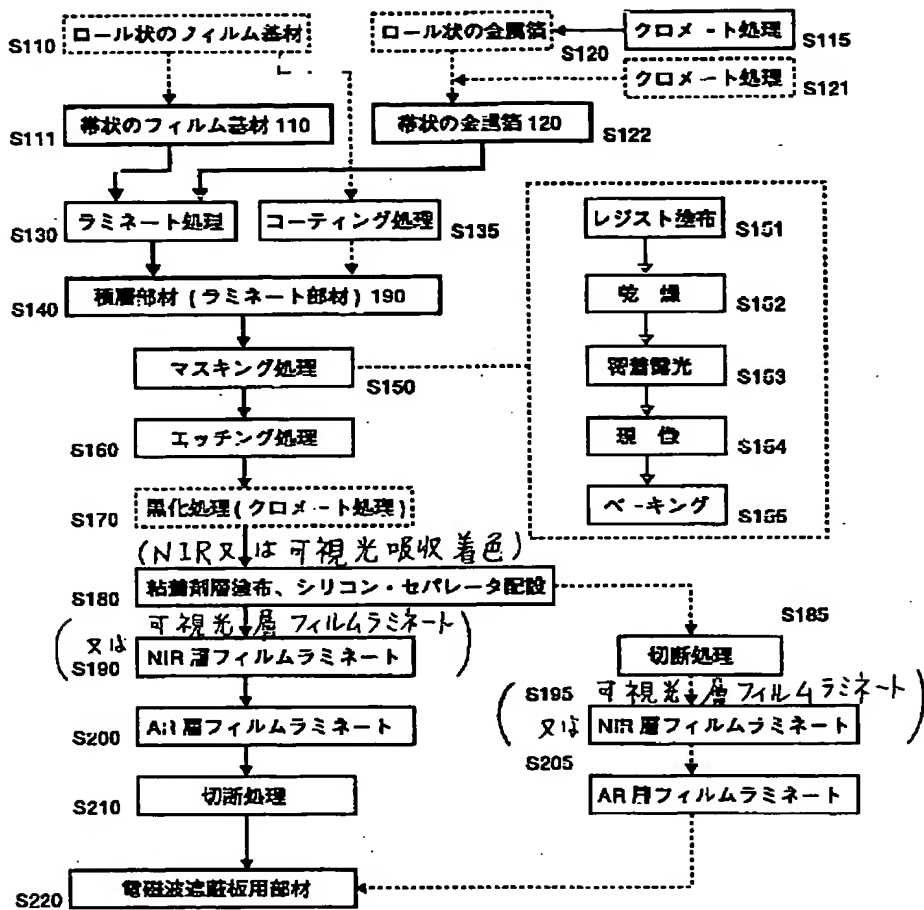 S110 ロール状のフィルム基材
ロール状の金属箔 S120
クロメート処理 S115
クロメート処理 S121
S111 帯状のフィルム基材 110
帯状の金属箔 120 S122
S130 ラミネート処理
コーティング処理 S135
S140 積層部材 (ラミネート部材) 190
マスキング処理 S150
レジスト塗布 S151
乾 燥 S152
密着露光 S153
現 像 S154
ベーキング S155
S160 エッチング処理
S170 黒化処理(クロメート処理)
(NIR又は可視光吸収着色)
S180 粘着剤層塗布、シリコン・セパレータ配設
(又は 可視光層フィルムラミネート)
S190 NIR層フィルムラミネート
S200 AR層フィルムラミネート
S210 切断処理
S185
切断処理
S195 (可視光層フィルムラミネート
又は NIR層フィルムラミネート)
S205
AR層フィルムラミネート
S220 電磁波遮蔽板用部材